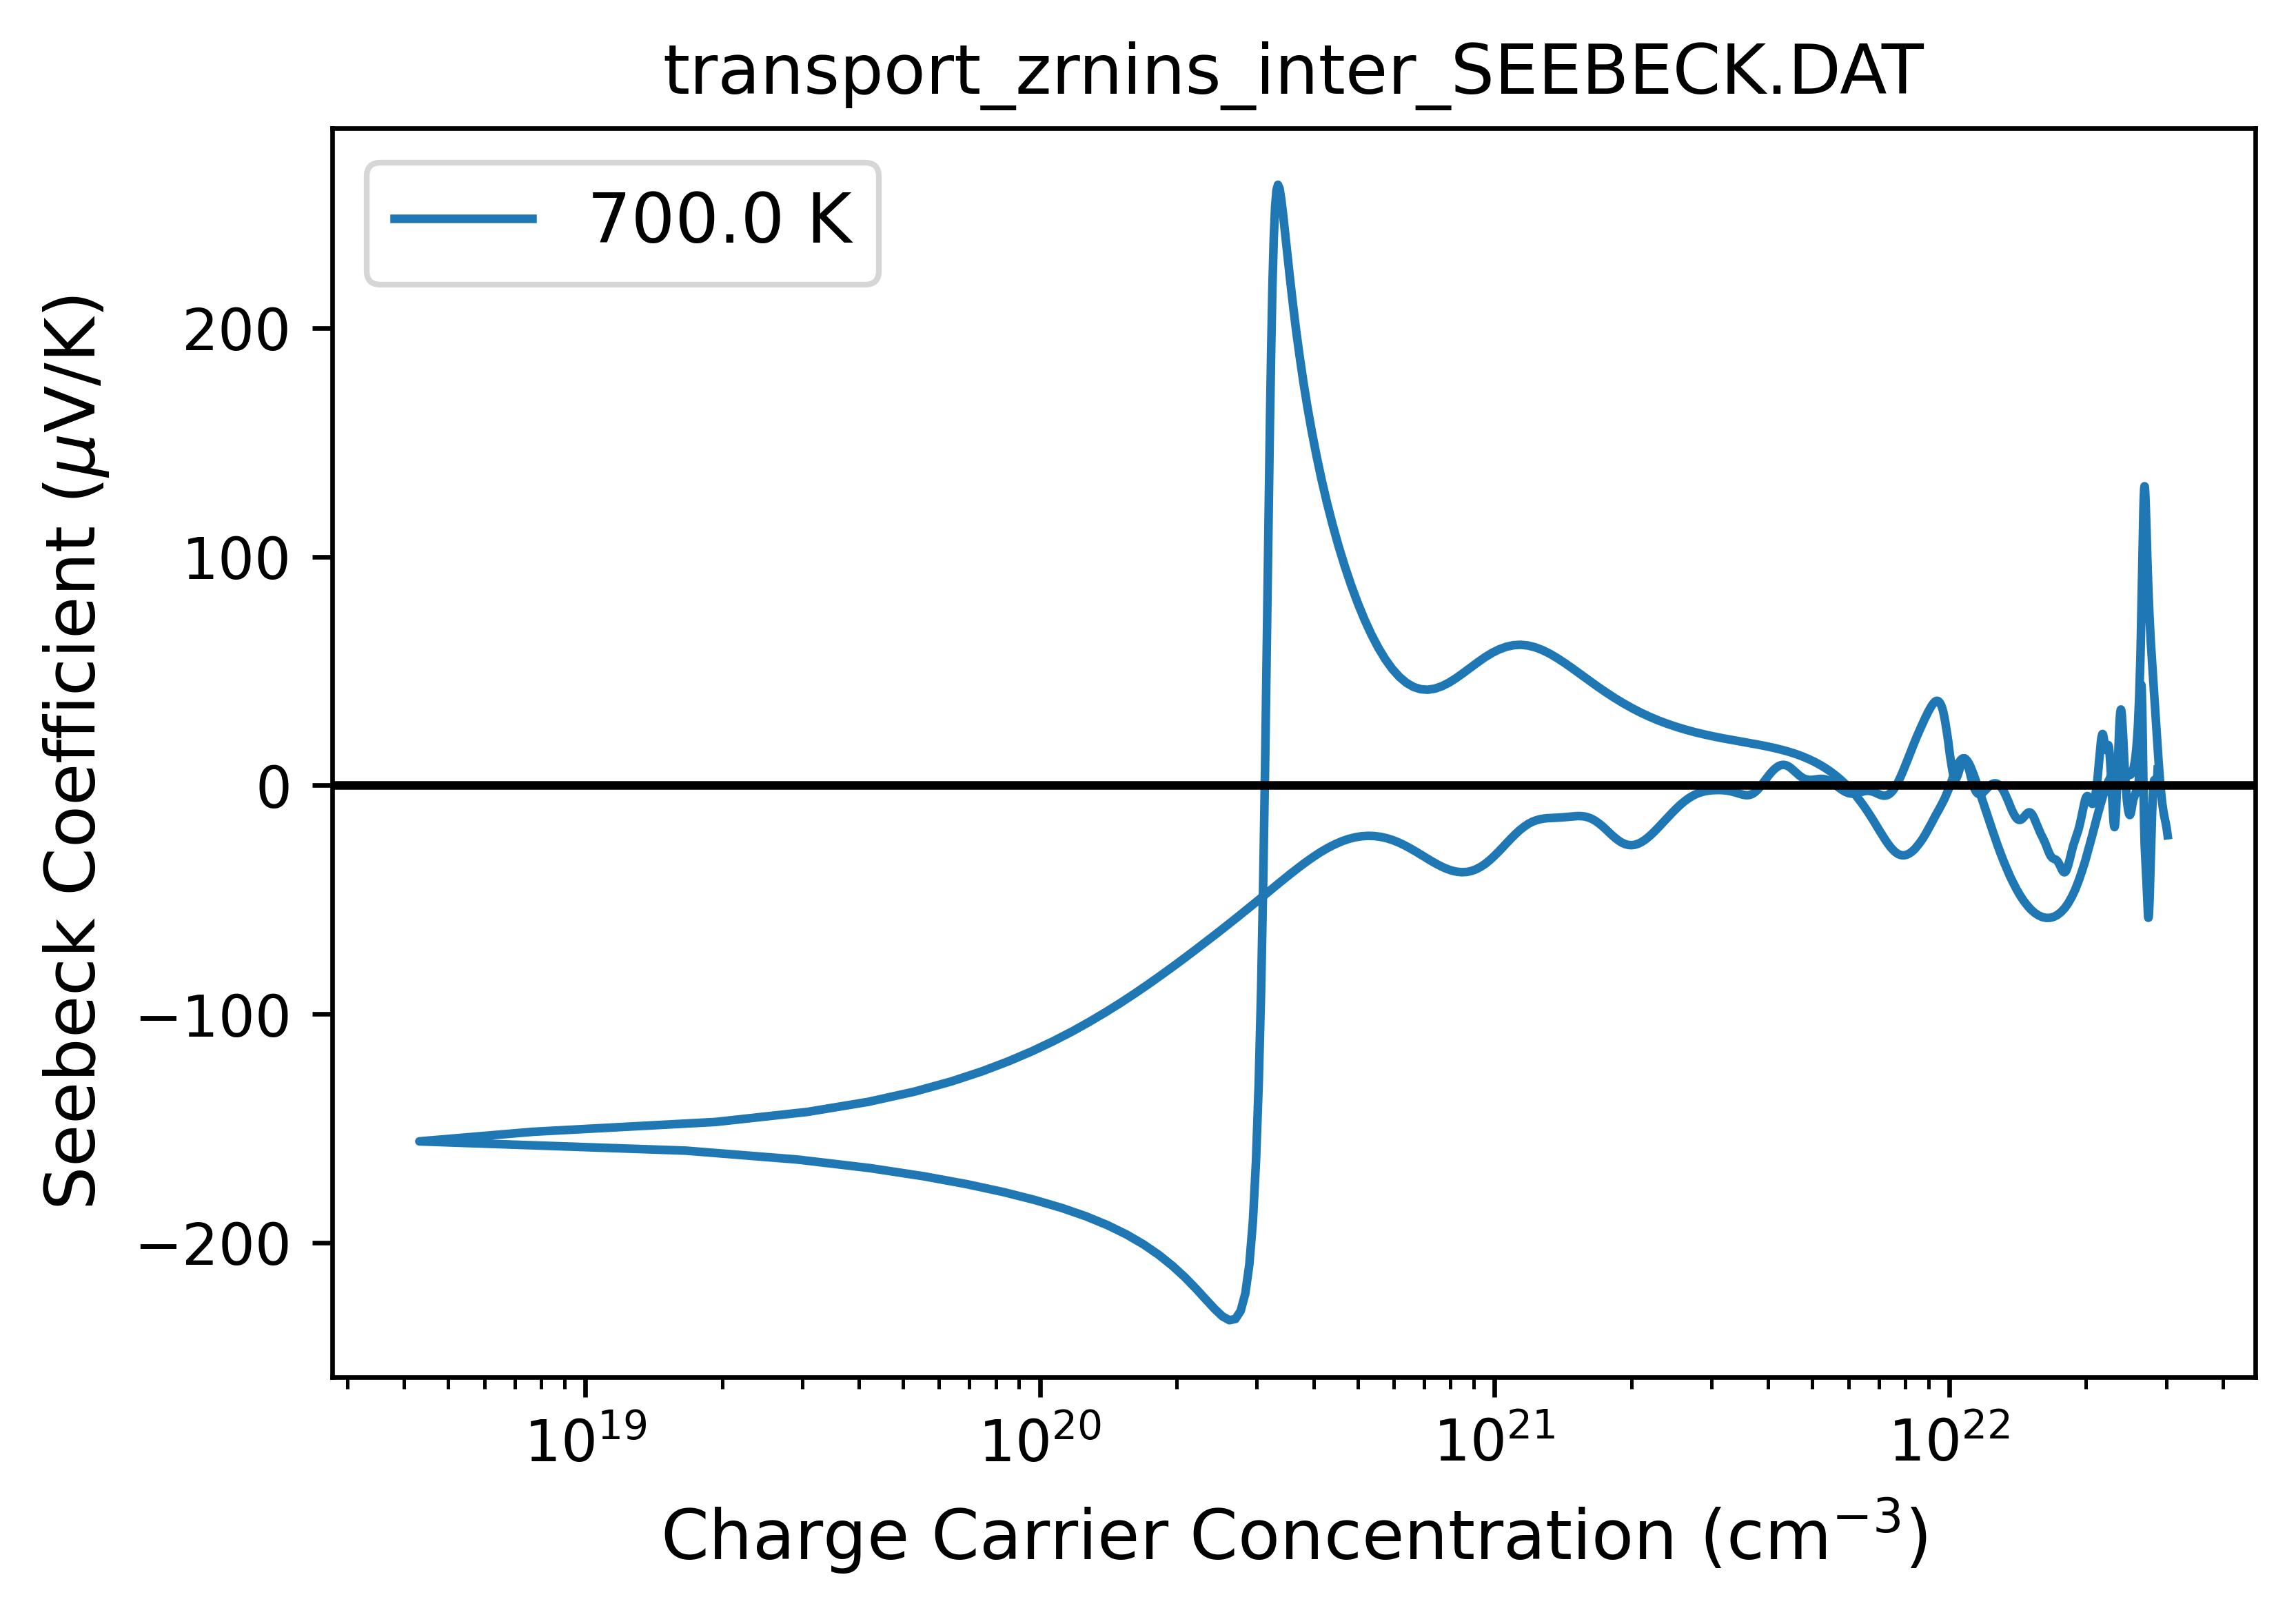 transport_zrnins_inter_SEEBECK.DAT
700.0 K
Seebeck Coefficient (μV/K)
200
100
0
−100
−200
10¹⁹
10²⁰
10²¹
10²²
Charge Carrier Concentration (cm⁻³)